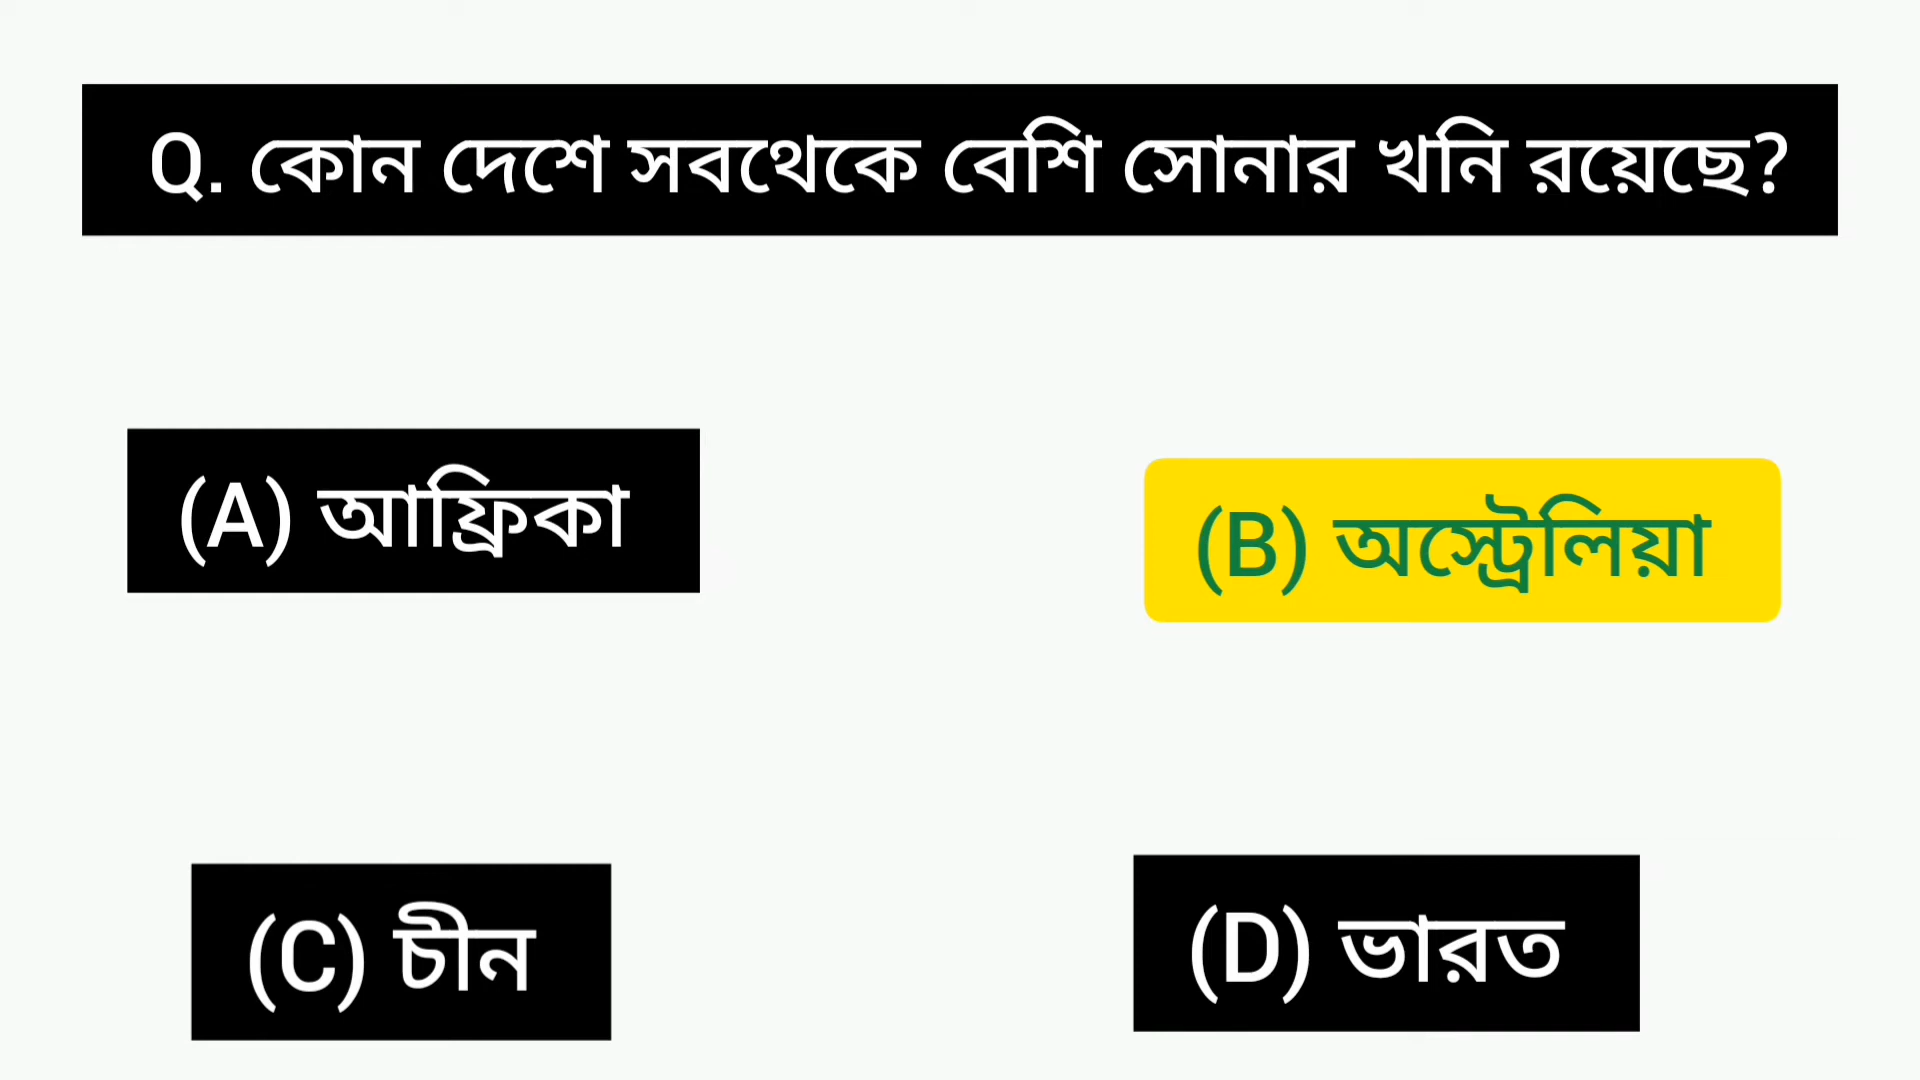 Q. কোন দেশে সবথেকে বেশি সোনার খনি রয়েছে?
(A) আফ্রিকা
(B) অস্ট্রেলিয়া
(C) চীন
(D) ভারত